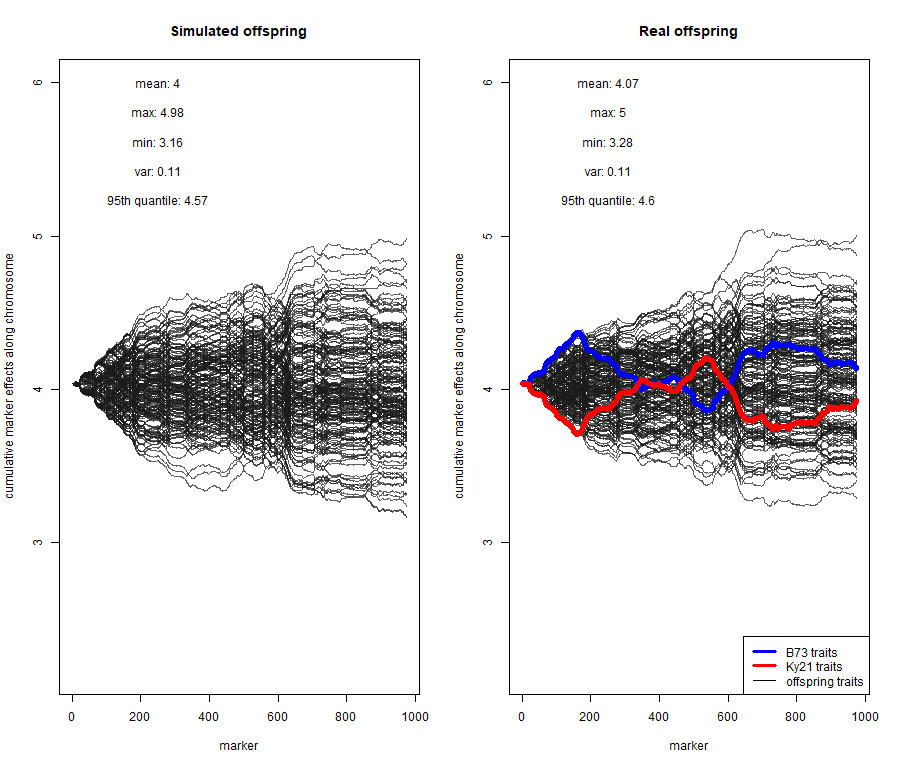 Simulated offspring
mean: 4
max: 4.98
min: 3.16
var: 0.11
95th quantile: 4.57
cumulative marker effects along chromosome
6
5
4
3
0 200 400 600 800 1000
marker
Real offspring
mean: 4.07
max: 5
min: 3.28
var: 0.11
95th quantile: 4.6
cumulative marker effects along chromosome
6
5
4
3
B73 traits
Ky21 traits
offspring traits
0 200 400 600 800 1000
marker